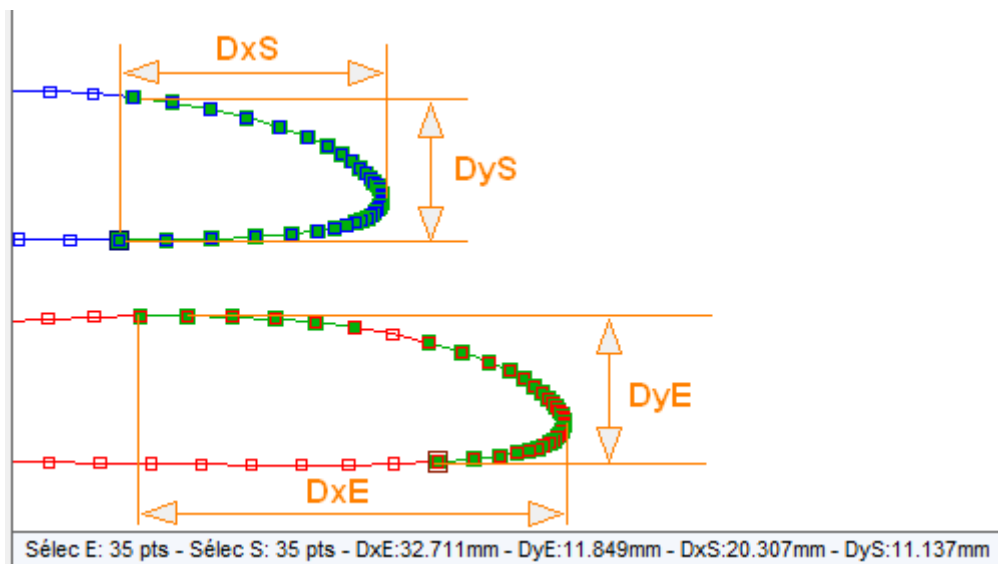 DxS
DyS
DyE
DxE
Sélec E: 35 pts - Sélec S: 35 pts - DxE:32.711mm - DyE:11.849mm - DxS:20.307mm - DyS:11.137mm